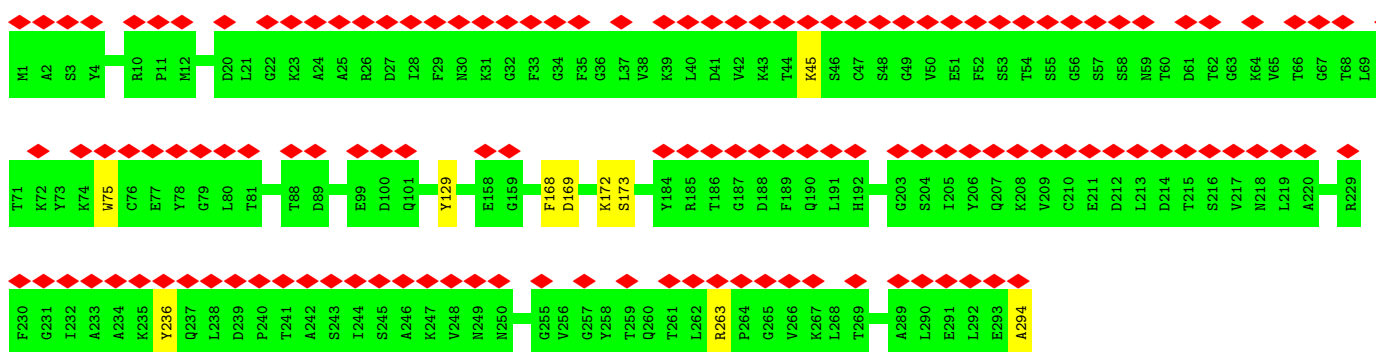 M1 A2 S3 Y4 R10 P11 M12 D20 L21 G22 K23 A24 A25 R26 D27 I28 F29 N30 K31 G32 F33 G34 F35 G36 L37 V38 K39 L40 D41 V42 K43 T44 K45 S46 C47 S48 G49 V50 E51 F52 S53 T54 S55 G56 S57 S58 N59 T60 D61 T62 G63 K64 V65 T66 G67 T68 L69
T71 K72 Y73 K74 W75 C76 E77 Y78 G79 L80 T81 T88 D89 E99 D100 Q101 Y129 E158 G159 F168 D169 K172 S173 Y184 R185 T186 G187 D188 F189 Q190 L191 H192 G203 S204 I205 Y206 Q207 K208 V209 C210 E211 D212 L213 D214 T215 S216 V217 N218 L219 A220 R229
F230 G231 I232 A233 A234 K235 Y236 Q237 L238 D239 P240 T241 A242 S243 I244 S245 A246 K247 V248 N249 N250 G255 V256 G257 Y258 T259 Q260 T261 L262 R263 P264 G265 V266 K267 L268 T269 A289 L290 E291 L292 E293 A294